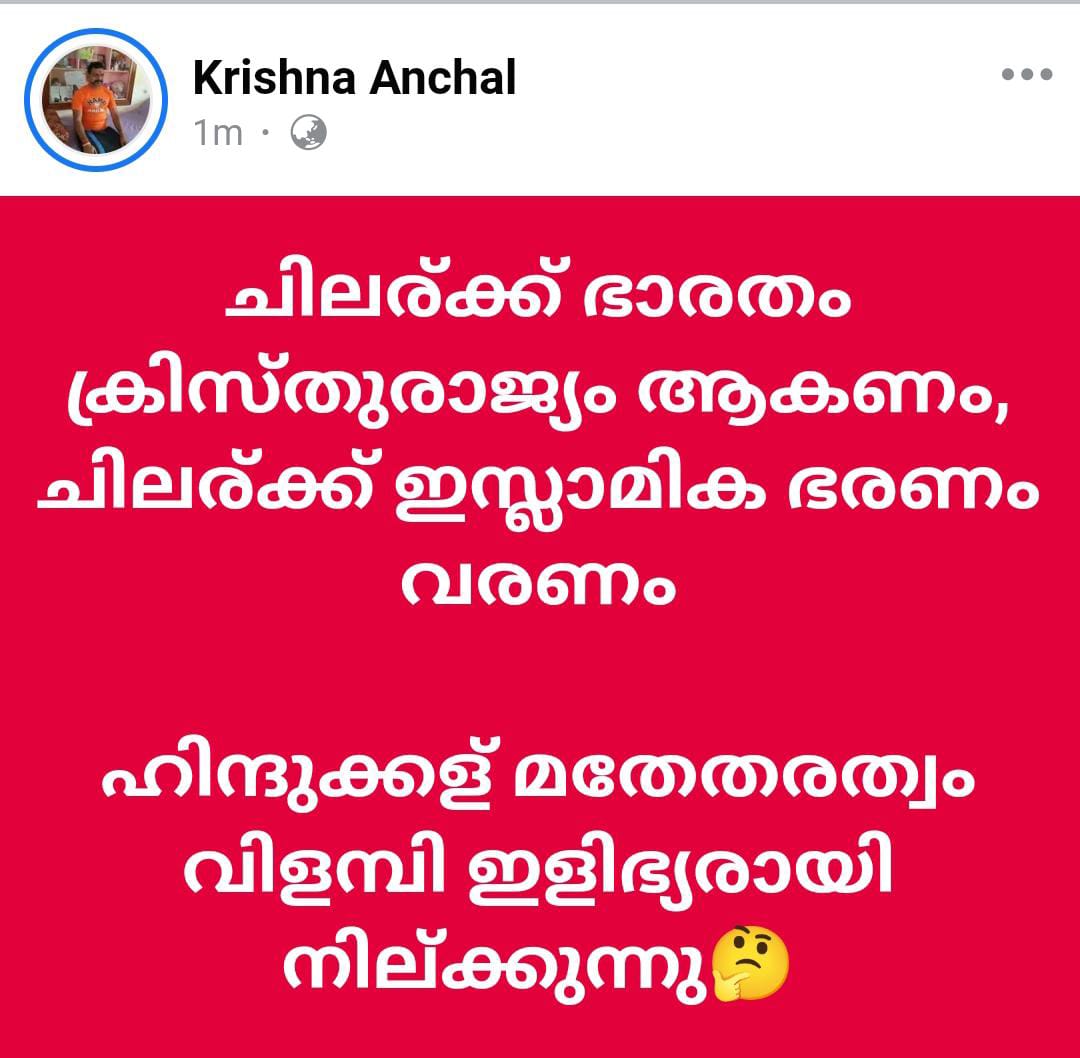 Krishna Anchal
1m ·
ചിലര്ക്ക് ഭാരതം
ക്രിസ്തുരാജ്യം ആകണം,
ചിലര്ക്ക് ഇസ്ലാമിക ഭരണം
വരണം
ഹിന്ദുക്കള് മതേതരത്വം
വിളമ്പി ഇളിഭ്യരായി
നില്ക്കുന്നു🤔